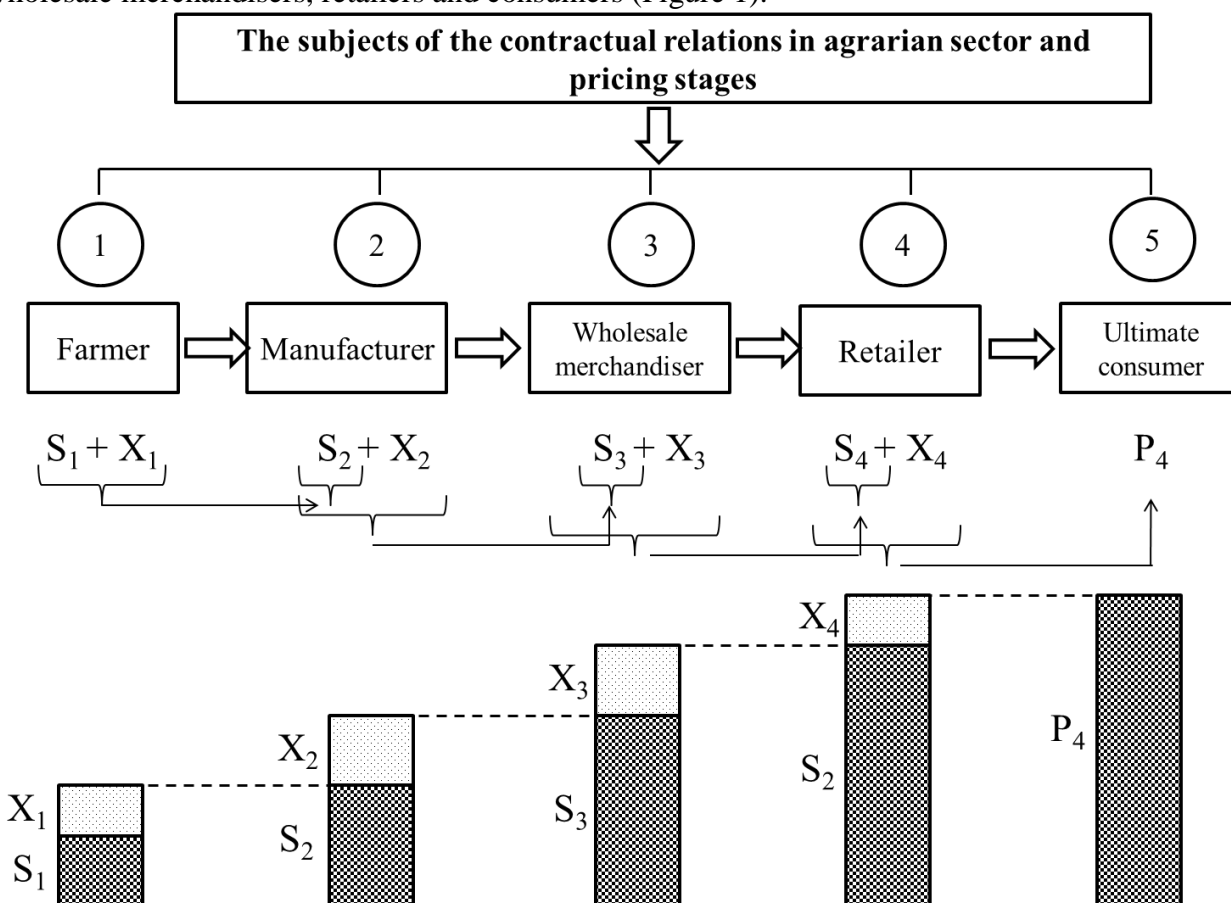 wholesale merchandisers, retailers and consumers (Figure 1).
The subjects of the contractual relations in agrarian sector and
pricing stages
1 2 3 4 5
Farmer
Manufacturer
Wholesale
merchandiser
Retailer
Ultimate
consumer
S₁ + X₁ S₂ + X₂ S₃ + X₃ S₄ + X₄ P₄
X₁
S₁
X₂
S₂
X₃
S₃
X₄
S₂
P₄